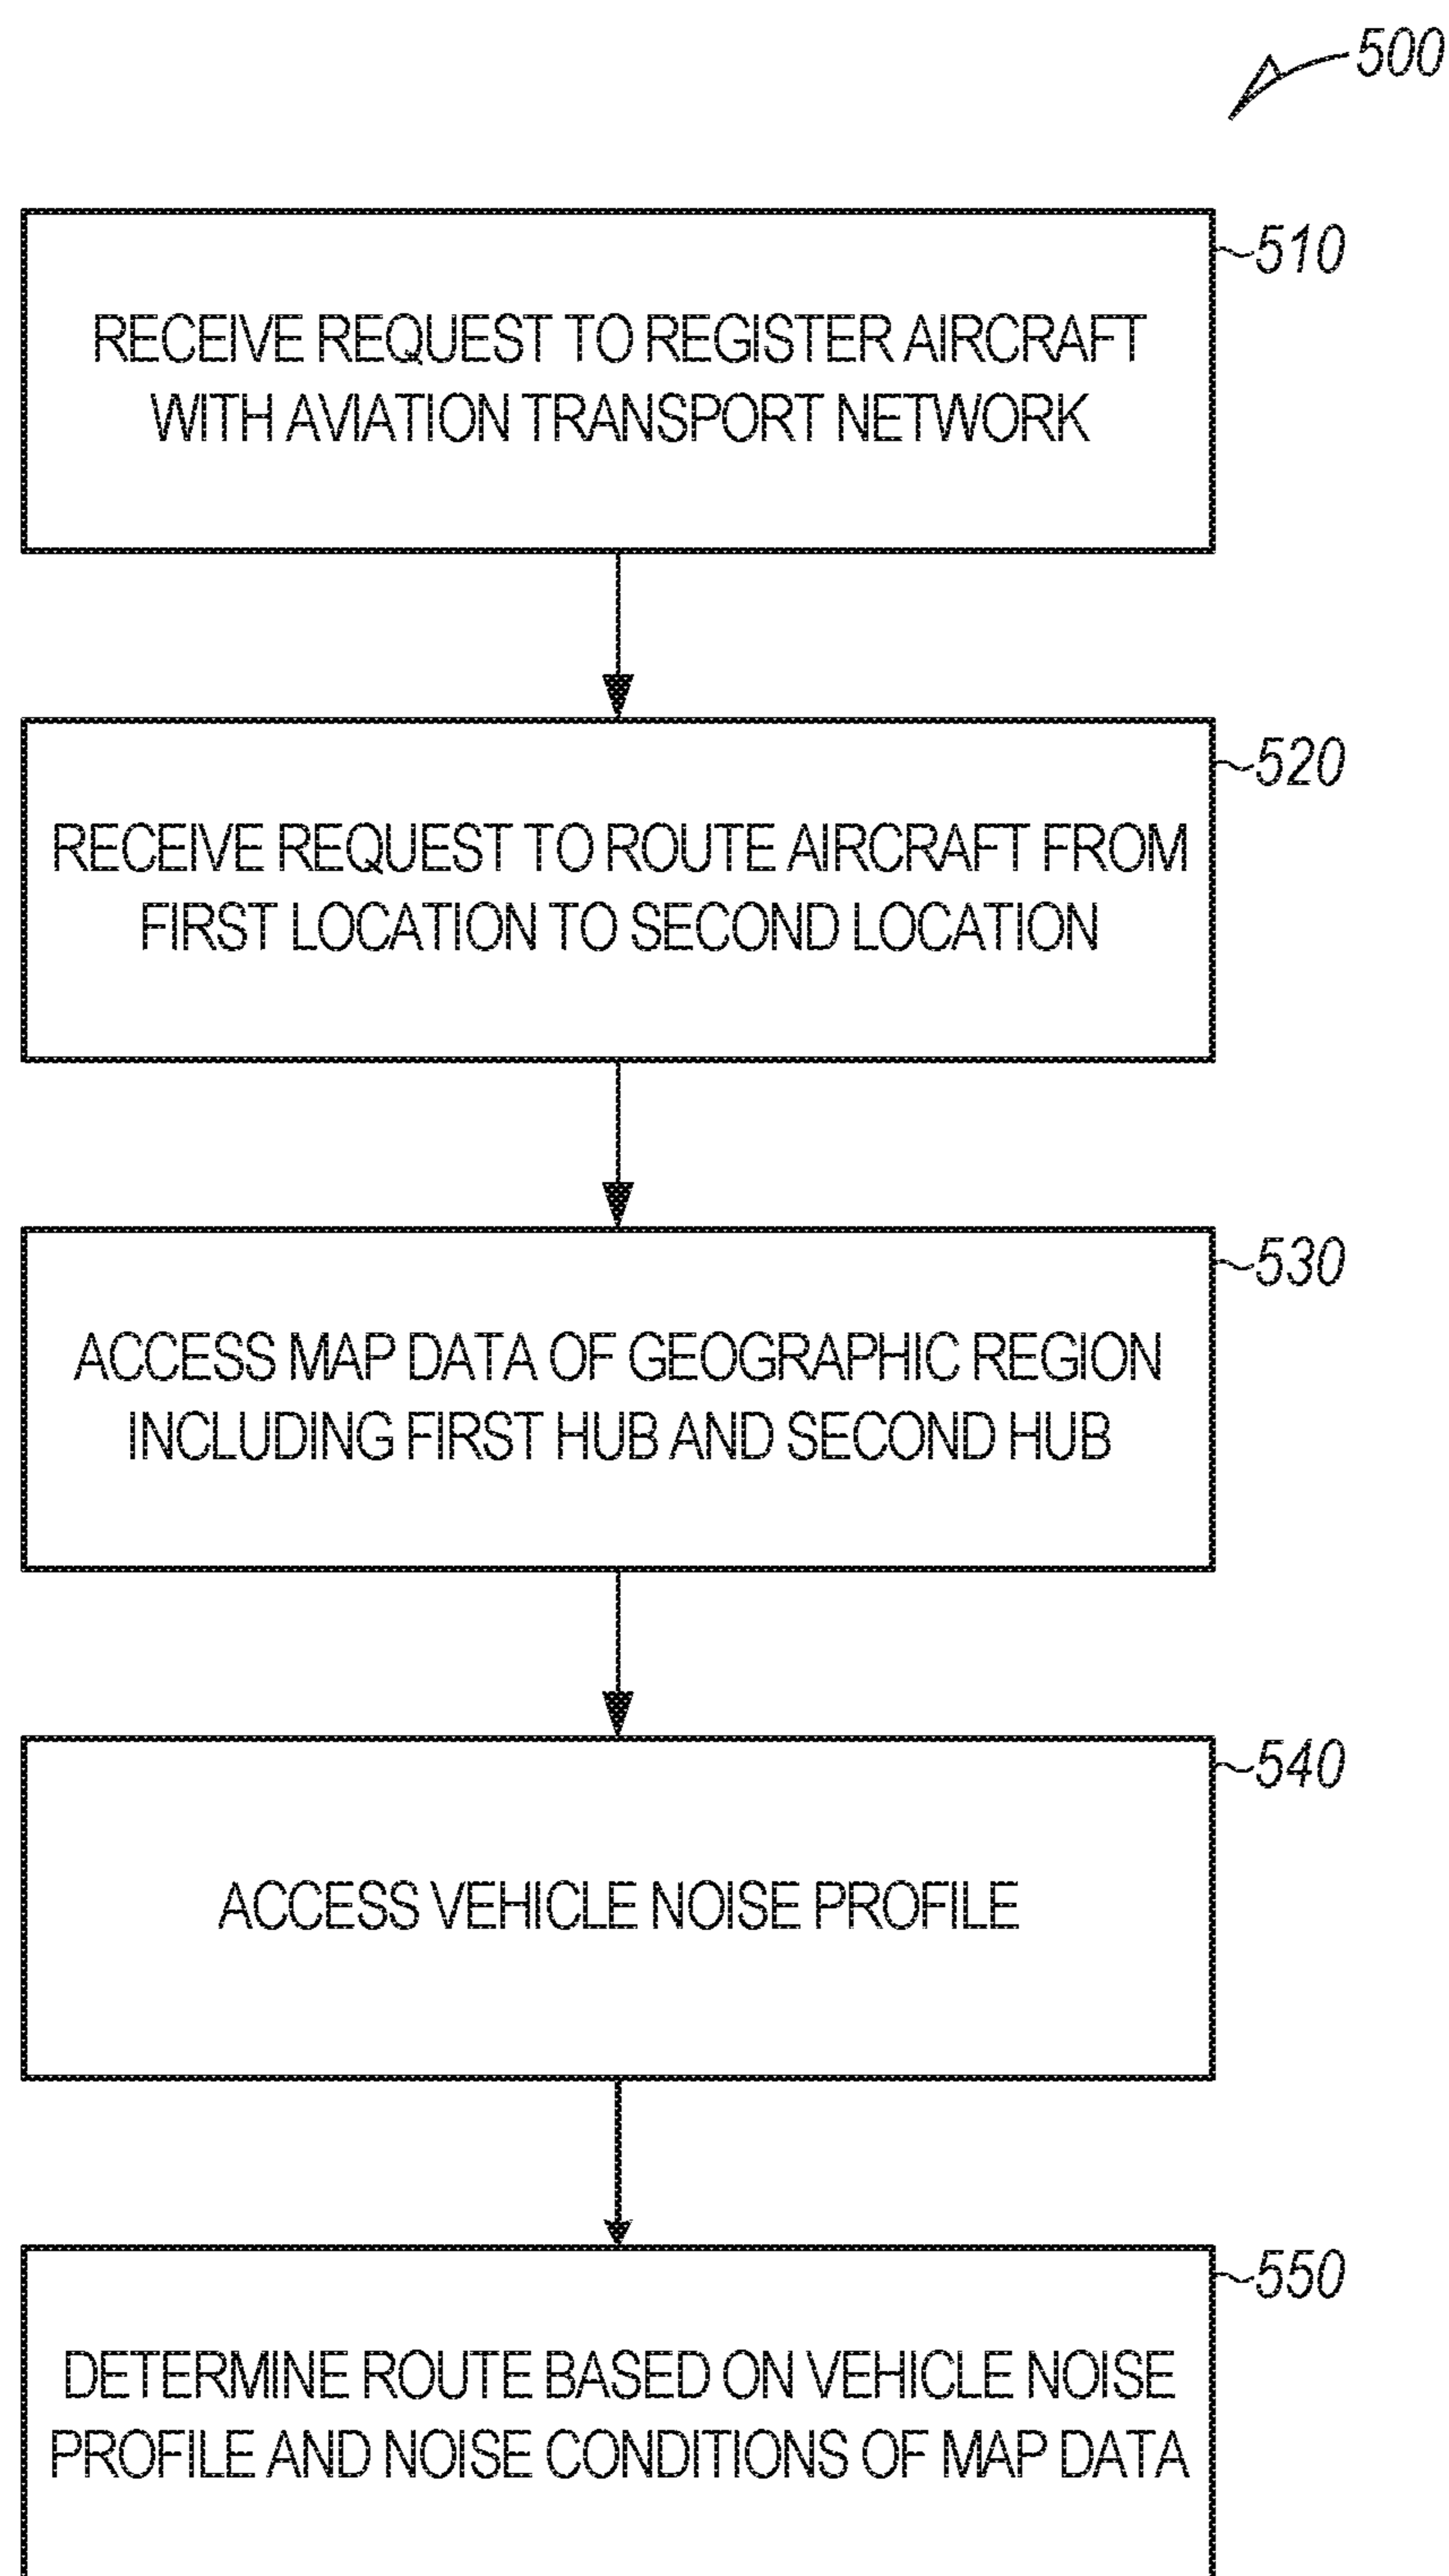 500
510
RECEIVE REQUEST TO REGISTER AIRCRAFT
WITH AVIATION TRANSPORT NETWORK
520
RECEIVE REQUEST TO ROUTE AIRCRAFT FROM
FIRST LOCATION TO SECOND LOCATION
530
ACCESS MAP DATA OF GEOGRAPHIC REGION
INCLUDING FIRST HUB AND SECOND HUB
540
ACCESS VEHICLE NOISE PROFILE
550
DETERMINE ROUTE BASED ON VEHICLE NOISE
PROFILE AND NOISE CONDITIONS OF MAP DATA